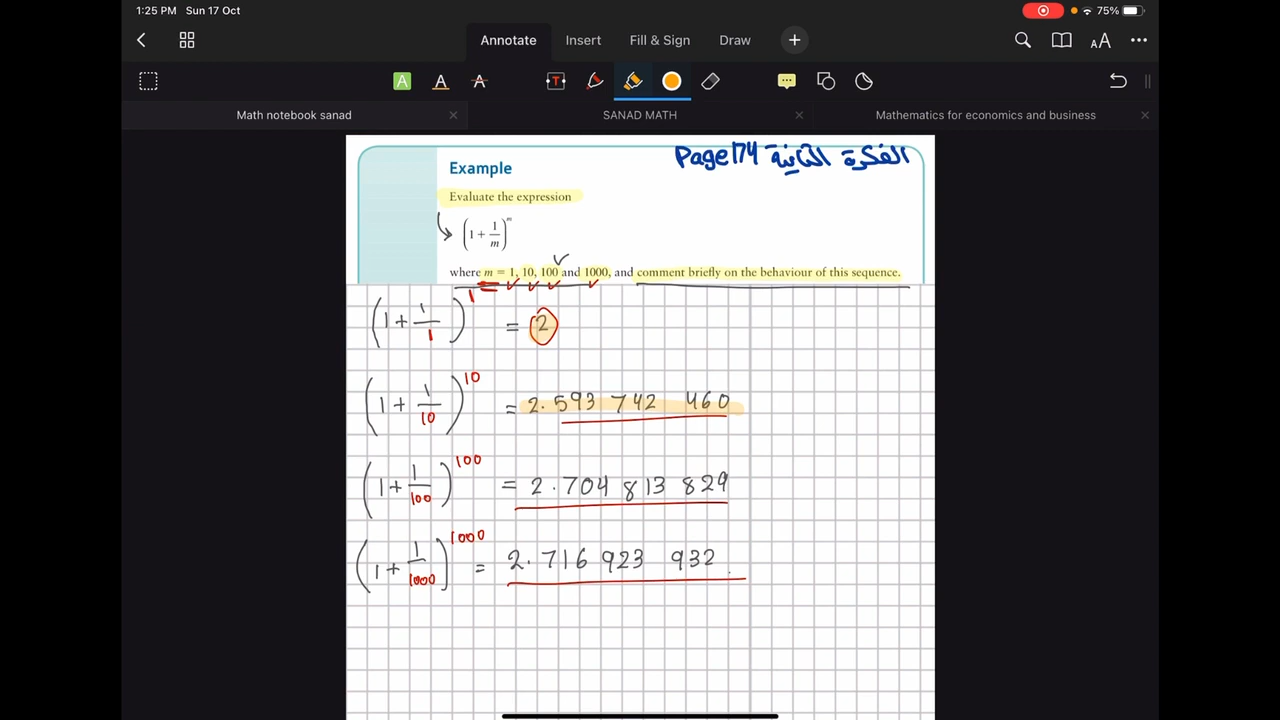 1:25 PM Sun 17 Oct 75%
Annotate Insert Fill & Sign Draw
Math notebook sanad SANAD MATH Mathematics for economics and business
Page 174 الفكرة الثانية
Example
Evaluate the expression
(1 + 1/m)^m
where m = 1, 10, 100 and 1000, and comment briefly on the behaviour of this sequence.
(1 + 1/1)^1 = 2
(1 + 1/10)^10 = 2.593 742 460
(1 + 1/100)^100 = 2.704 813 829
(1 + 1/1000)^1000 = 2.716 923 932